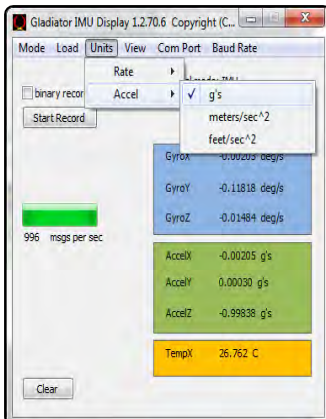 Gladiator IMU Display 1.2.70.6 Copyright (C...
Mode Load Units View Com Port Baud Rate
Rate
Accel
g's
meters/sec^2
feet/sec^2
binary recor
Start Record
GyroX -0.00205 deg/s
GyroY -0.11818 deg/s
GyroZ -0.01484 deg/s
996 msgs per sec
AccelX -0.00205 g's
AccelY 0.00030 g's
AccelZ -0.99838 g's
TempX 26.762 C
Clear